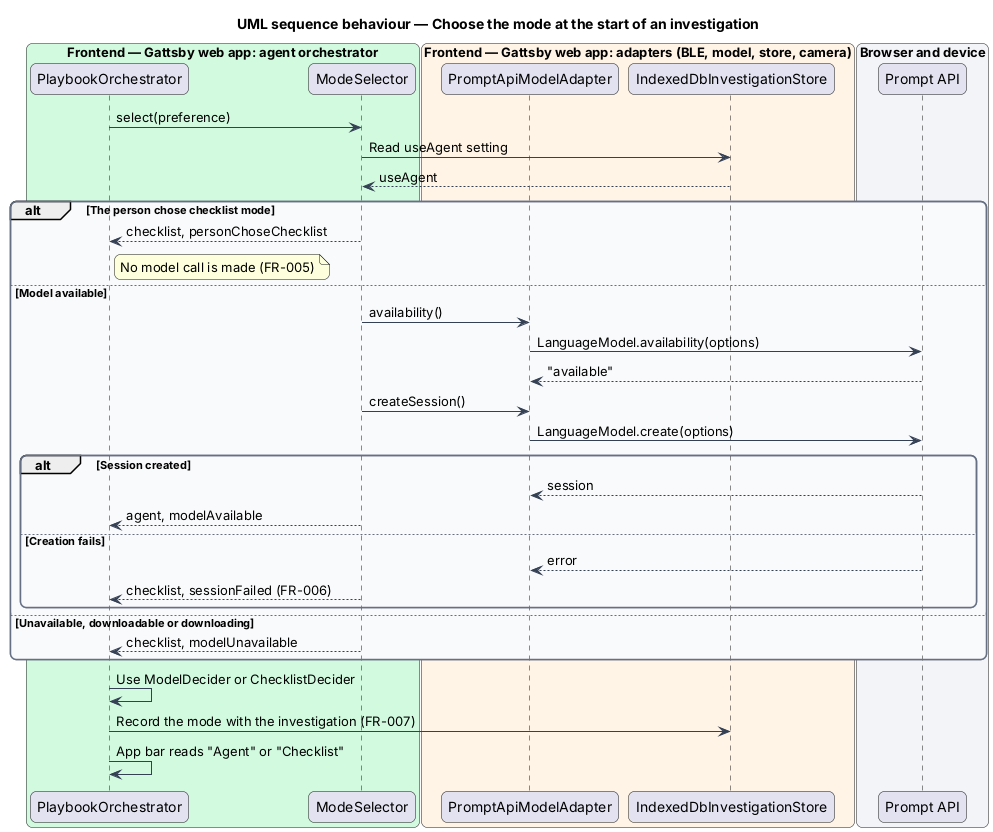 UML sequence behaviour — Choose the mode at the start of an investigation
Frontend — Gattsby web app: agent orchestrator
Frontend — Gattsby web app: adapters (BLE, model, store, camera)
Browser and device
PlaybookOrchestrator
ModeSelector
PromptApiModelAdapter
IndexedDbInvestigationStore
Prompt API
select(preference)
Read useAgent setting
useAgent
alt
[The person chose checklist mode]
checklist, personChoseChecklist
No model call is made (FR-005)
[Model available]
availability()
LanguageModel.availability(options)
"available"
createSession()
LanguageModel.create(options)
alt
[Session created]
session
agent, modelAvailable
[Creation fails]
error
checklist, sessionFailed (FR-006)
[Unavailable, downloadable or downloading]
checklist, modelUnavailable
Use ModelDecider or ChecklistDecider
Record the mode with the investigation (FR-007)
App bar reads "Agent" or "Checklist"
PlaybookOrchestrator
ModeSelector
PromptApiModelAdapter
IndexedDbInvestigationStore
Prompt API